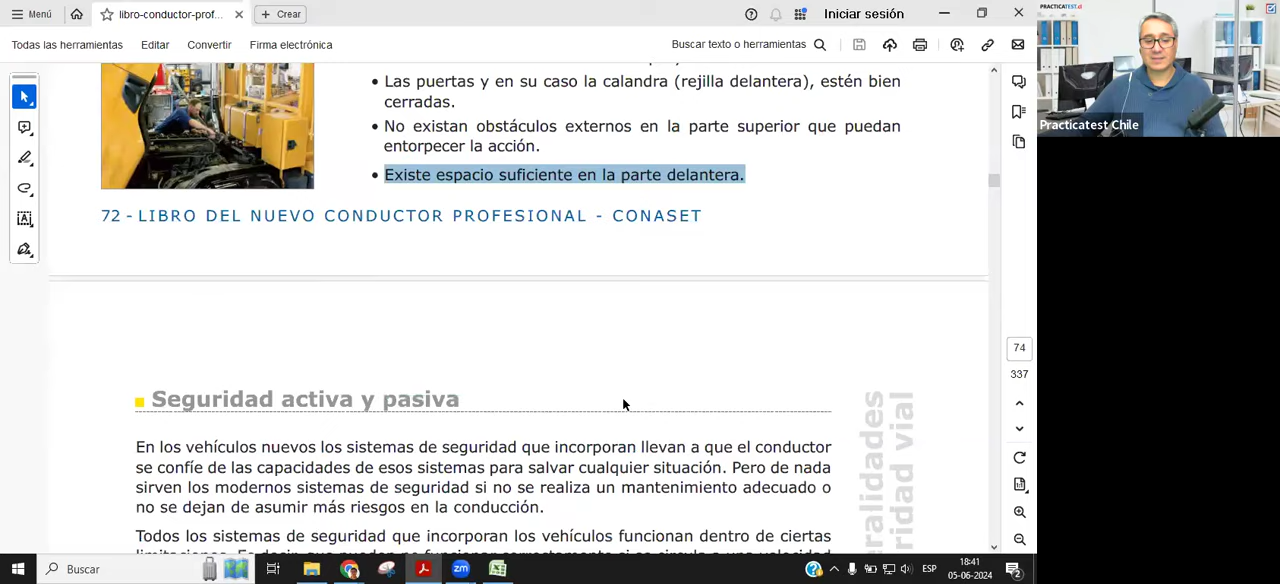 Menú
libro-conductor-prof...
Crear
Iniciar sesión
Todas las herramientas
Editar
Convertir
Firma electrónica
Buscar texto o herramientas
PRACTICATEST.cl
Practicatest Chile
• Las puertas y en su caso la calandra (rejilla delantera), estén bien
cerradas.
• No existan obstáculos externos en la parte superior que puedan
entorpecer la acción.
• Existe espacio suficiente en la parte delantera.
72 - LIBRO DEL NUEVO CONDUCTOR PROFESIONAL - CONASET
74
337
Seguridad activa y pasiva
En los vehículos nuevos los sistemas de seguridad que incorporan llevan a que el conductor
se confíe de las capacidades de esos sistemas para salvar cualquier situación. Pero de nada
sirven los modernos sistemas de seguridad si no se realiza un mantenimiento adecuado o
no se dejan de asumir más riesgos en la conducción.
Todos los sistemas de seguridad que incorporan los vehículos funcionan dentro de ciertas
Buscar
ESP
18:41
05-06-2024
2